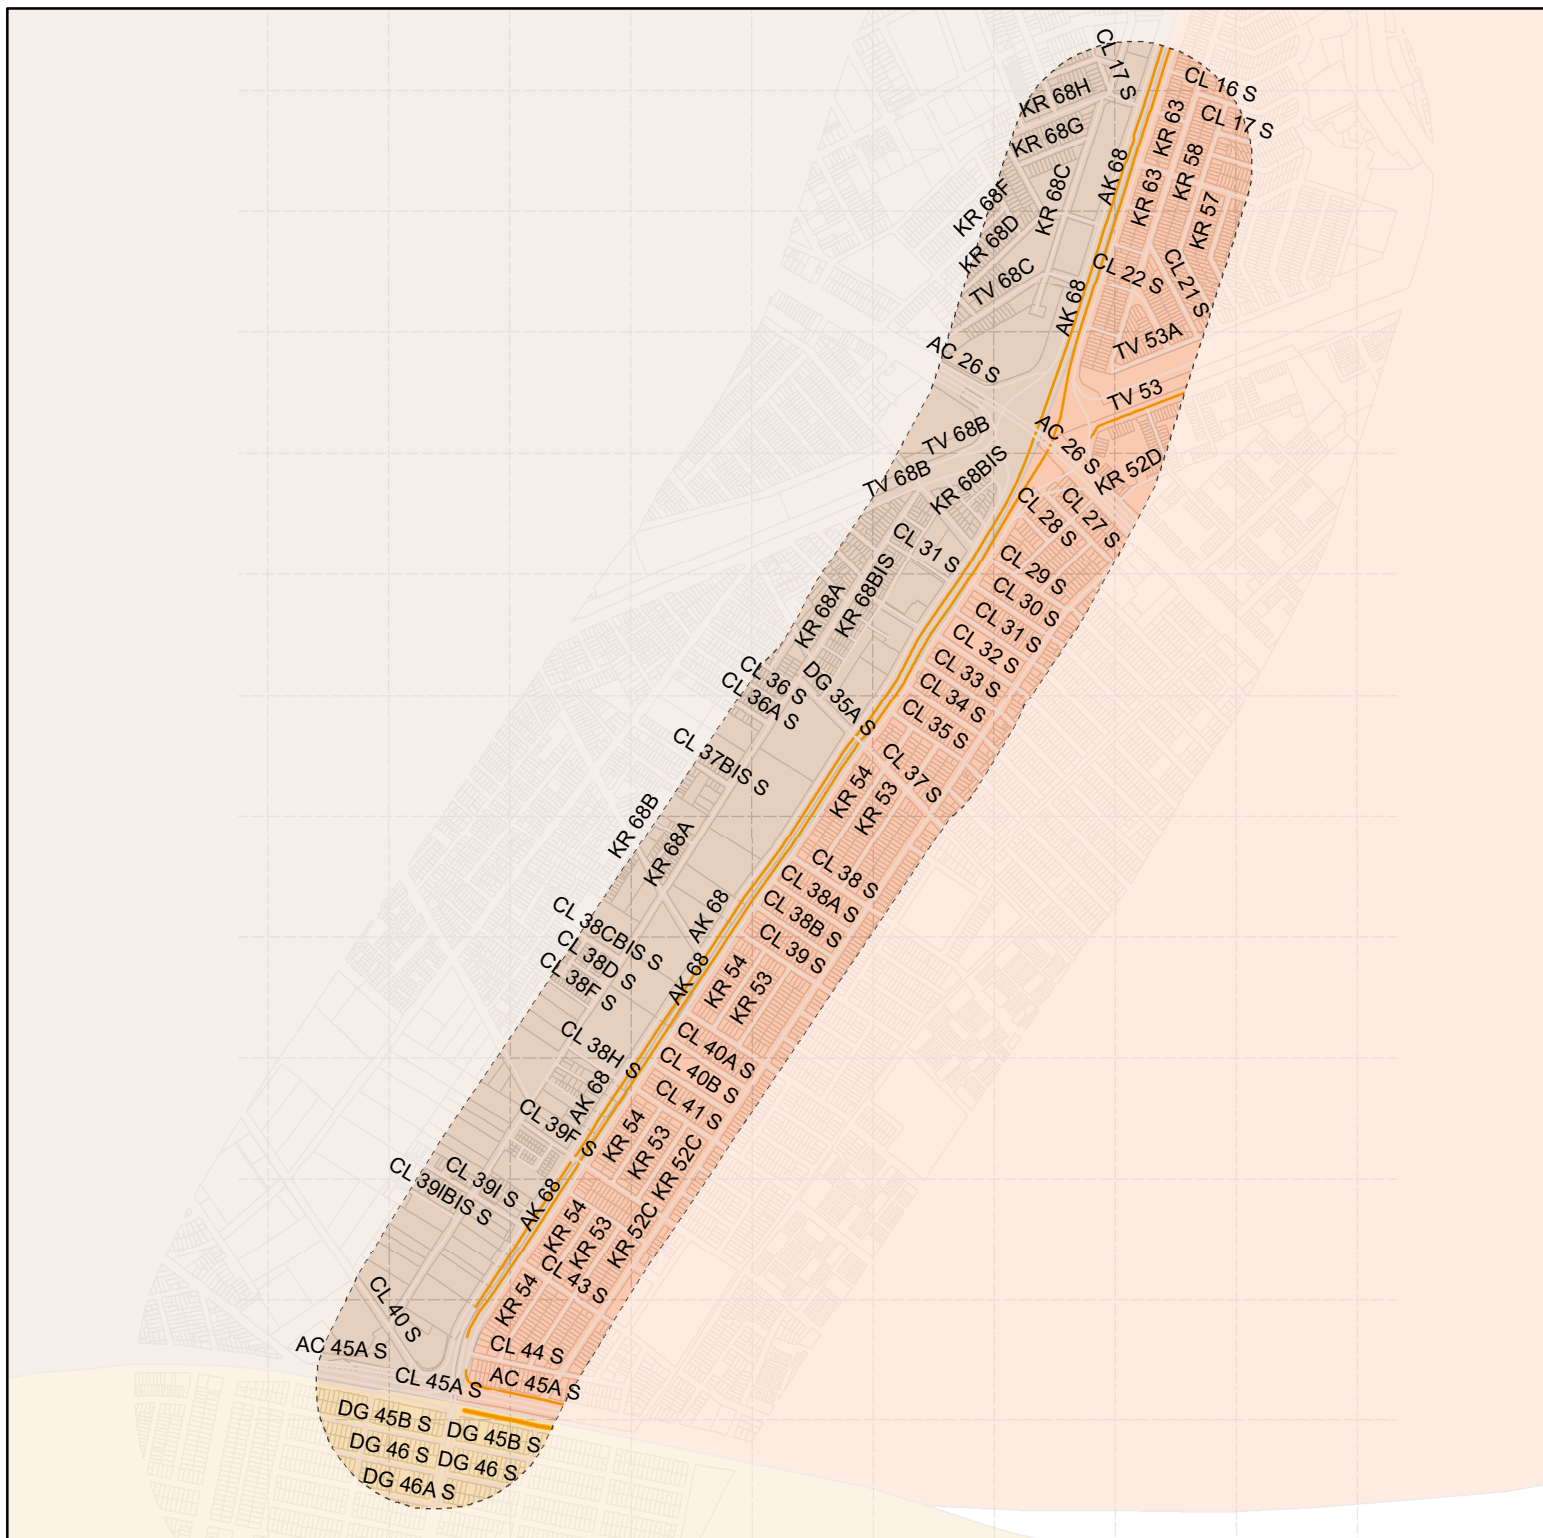 CL 17 S
CL 16 S
KR 68H
CL 17 S
KR 63
KR 68G
KR 58
AK 68
KR 68C
KR 63
KR 68F
KR 57
KR 68D
CL 22 S
CL 21 S
TV 68C
AK 68
TV 53A
AC 26 S
TV 53
TV 68B
AC 26 S
KR 52D
TV 68B
KR 68BIS
CL 28 S
CL 27 S
CL 31 S
CL 29 S
KR 68BIS
KR 68A
CL 30 S
CL 31 S
CL 32 S
CL 33 S
CL 36 S
CL 36A S
DG 35A S
CL 34 S
CL 35 S
CL 37BIS S
CL 37 S
KR 54
KR 53
KR 68B
KR 68A
CL 38 S
CL 38A S
CL 38B S
AK 68
CL 38CBIS S
CL 39 S
CL 38D S
CL 38F S
AK 68
KR 54
KR 53
CL 38H S
CL 40A S
CL 40B S
AK 68
CL 41 S
CL 39F S
KR 54
KR 53
KR 52C
CL 39I S
CL 39IBIS S
AK 68
KR 54
KR 53
KR 52C
CL 43 S
KR 54
CL 40 S
AC 45A S
CL 44 S
CL 45A S
AC 45A S
DG 45B S
DG 45B S
DG 46 S
DG 46 S
DG 46A S